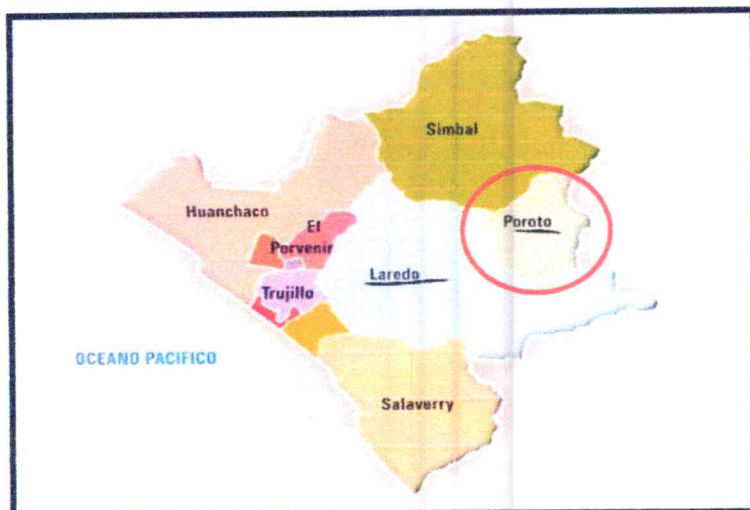 Simbal
Huanchaco
El
Porvenir
Poroto
Laredo
Trujillo
OCEANO PACIFICO
Salaverry